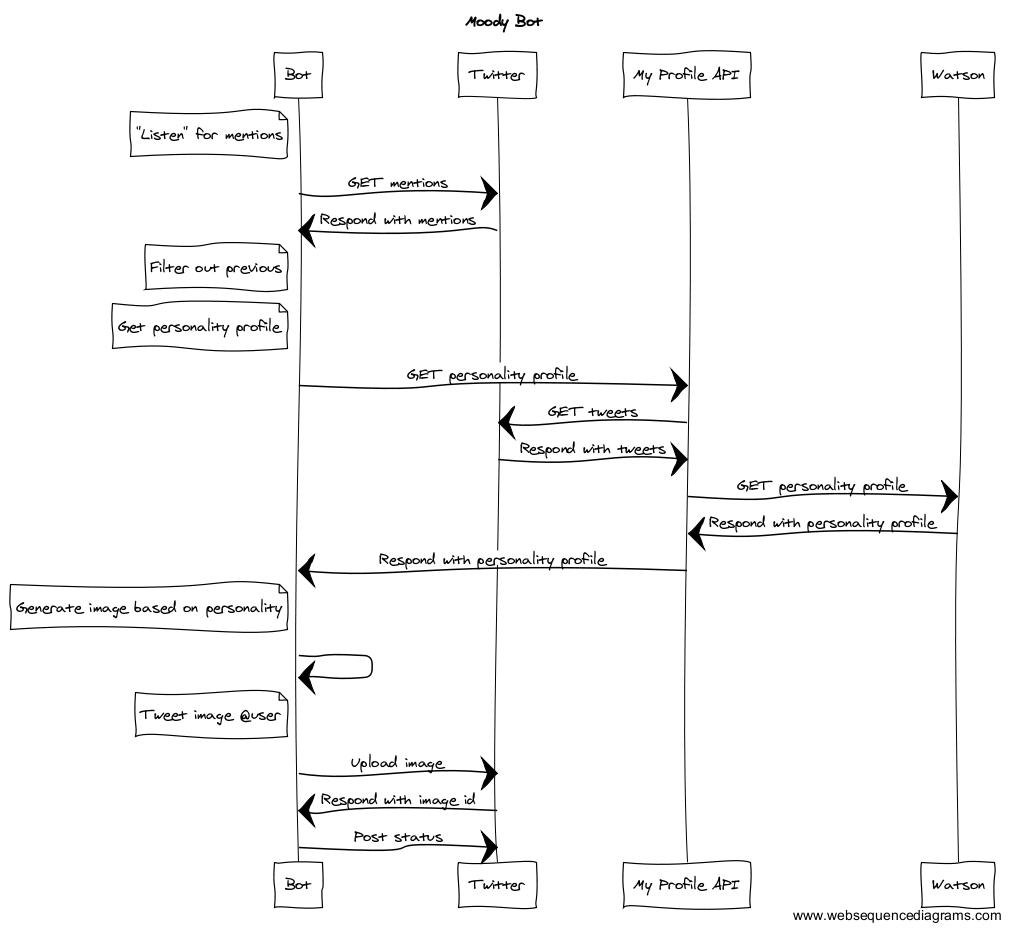 Moody Bot
Bot
Twitter
My Profile API
Watson
"Listen" for mentions
GET mentions
Respond with mentions
Filter out previous
Get personality profile
GET personality profile
GET tweets
Respond with tweets
GET personality profile
Respond with personality profile
Respond with personality profile
Generate image based on personality
Tweet image @user
Upload image
Respond with image id
Post status
Bot
Twitter
My Profile API
Watson
www.websequencediagrams.com